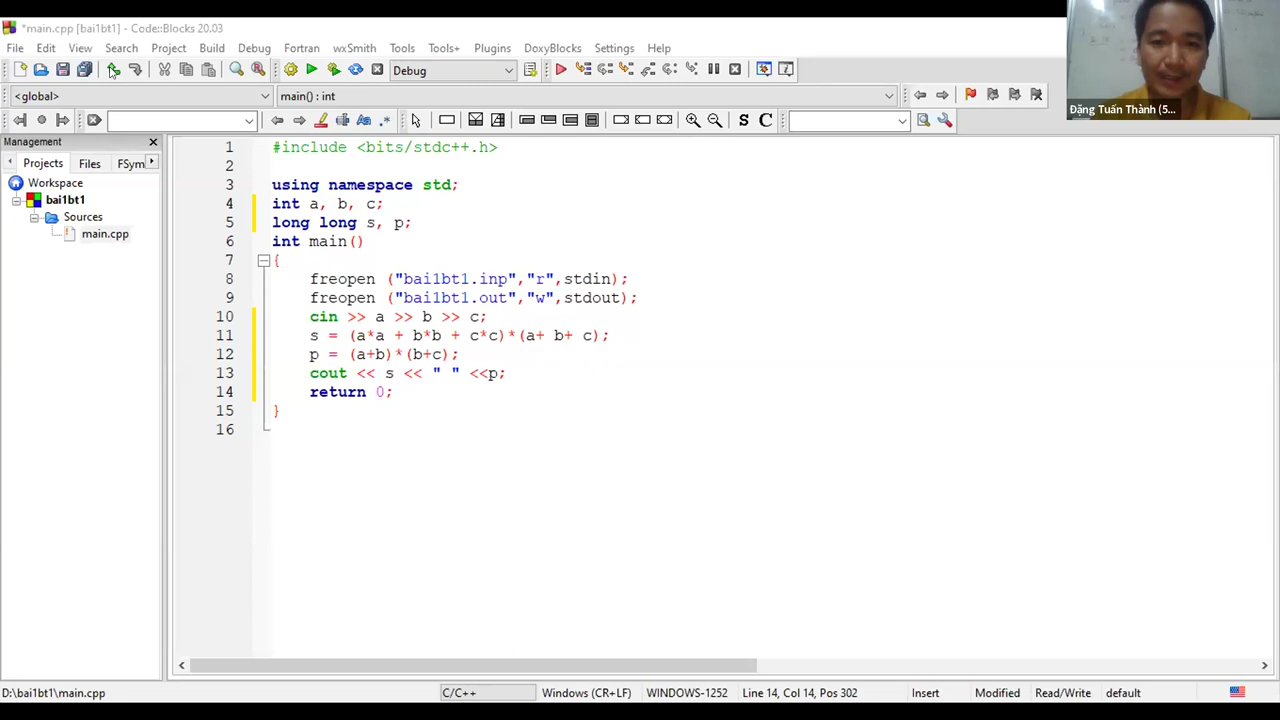 *main.cpp [bai1bt1] - Code::Blocks 20.03
File Edit View Search Project Build Debug Fortran wxSmith Tools Tools+ Plugins DoxyBlocks Settings Help
Debug
<global> main() : int
Đặng Tuấn Thành (5...
S C
Management
Projects Files FSym
Workspace
bai1bt1
Sources
main.cpp
1 #include <bits/stdc++.h>
2
3 using namespace std;
4 int a, b, c;
5 long long s, p;
6 int main()
7 {
8 freopen ("bai1bt1.inp","r",stdin);
9 freopen ("bai1bt1.out","w",stdout);
10 cin >> a >> b >> c;
11 s = (a*a + b*b + c*c)*(a+ b+ c);
12 p = (a+b)*(b+c);
13 cout << s << " " <<p;
14 return 0;
15 }
16
D:\bai1bt1\main.cpp C/C++ Windows (CR+LF) WINDOWS-1252 Line 14, Col 14, Pos 302 Insert Modified Read/Write default